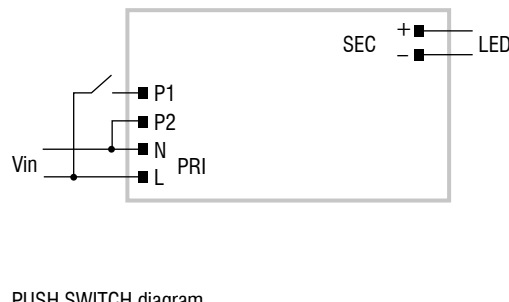 SEC + LED
–
P1
P2
N
Vin PRI
L
PUSH SWITCH diagram